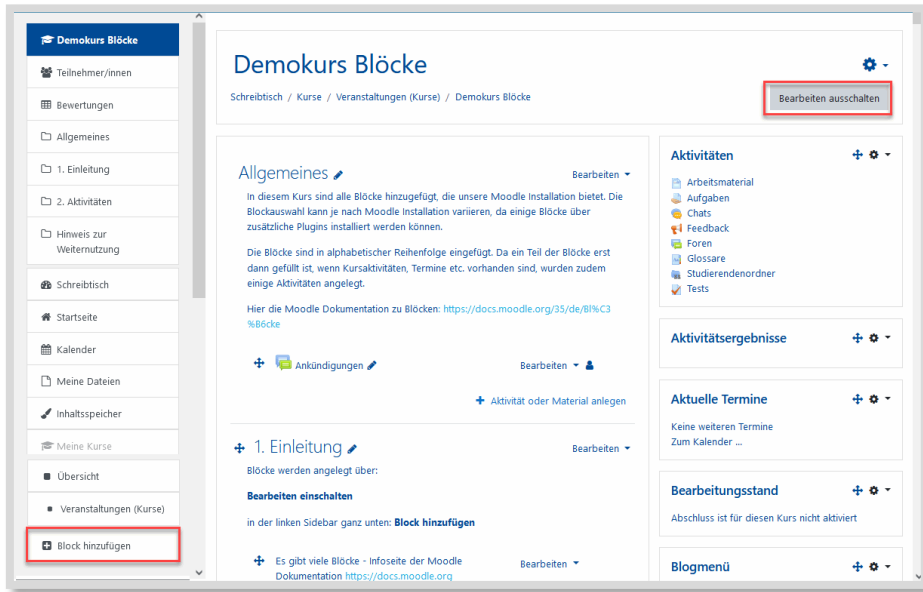 Demokurs Blöcke
Teilnehmer/innen
Bewertungen
Allgemeines
1. Einleitung
2. Aktivitäten
Hinweis zur
Weiternutzung
Schreibtisch
Startseite
Kalender
Meine Dateien
Inhaltsspeicher
Meine Kurse
Übersicht
Veranstaltungen (Kurse)
Block hinzufügen
Demokurs Blöcke
Schreibtisch / Kurse / Veranstaltungen (Kurse) / Demokurs Blöcke
Bearbeiten ausschalten
Allgemeines
Bearbeiten
In diesem Kurs sind alle Blöcke hinzugefügt, die unsere Moodle Installation bietet. Die
Blockauswahl kann je nach Moodle Installation variieren, da einige Blöcke über
zusätzliche Plugins installiert werden können.
Die Blöcke sind in alphabetischer Reihenfolge eingefügt. Da ein Teil der Blöcke erst
dann gefüllt ist, wenn Kursaktivitäten, Termine etc. vorhanden sind, wurden zudem
einige Aktivitäten angelegt.
Hier die Moodle Dokumentation zu Blöcken: https://docs.moodle.org/35/de/Bl%C3
%B6cke
Ankündigungen
Bearbeiten
Aktivität oder Material anlegen
1. Einleitung
Bearbeiten
Blöcke werden angelegt über:
Bearbeiten einschalten
in der linken Sidebar ganz unten: Block hinzufügen
Es gibt viele Blöcke - Infoseite der Moodle
Dokumentation https://docs.moodle.org
Bearbeiten
Aktivitäten
Arbeitsmaterial
Aufgaben
Chats
Feedback
Foren
Glossare
Studierendenordner
Tests
Aktivitätsergebnisse
Aktuelle Termine
Keine weiteren Termine
Zum Kalender ...
Bearbeitungsstand
Abschluss ist für diesen Kurs nicht aktiviert
Blogmenü